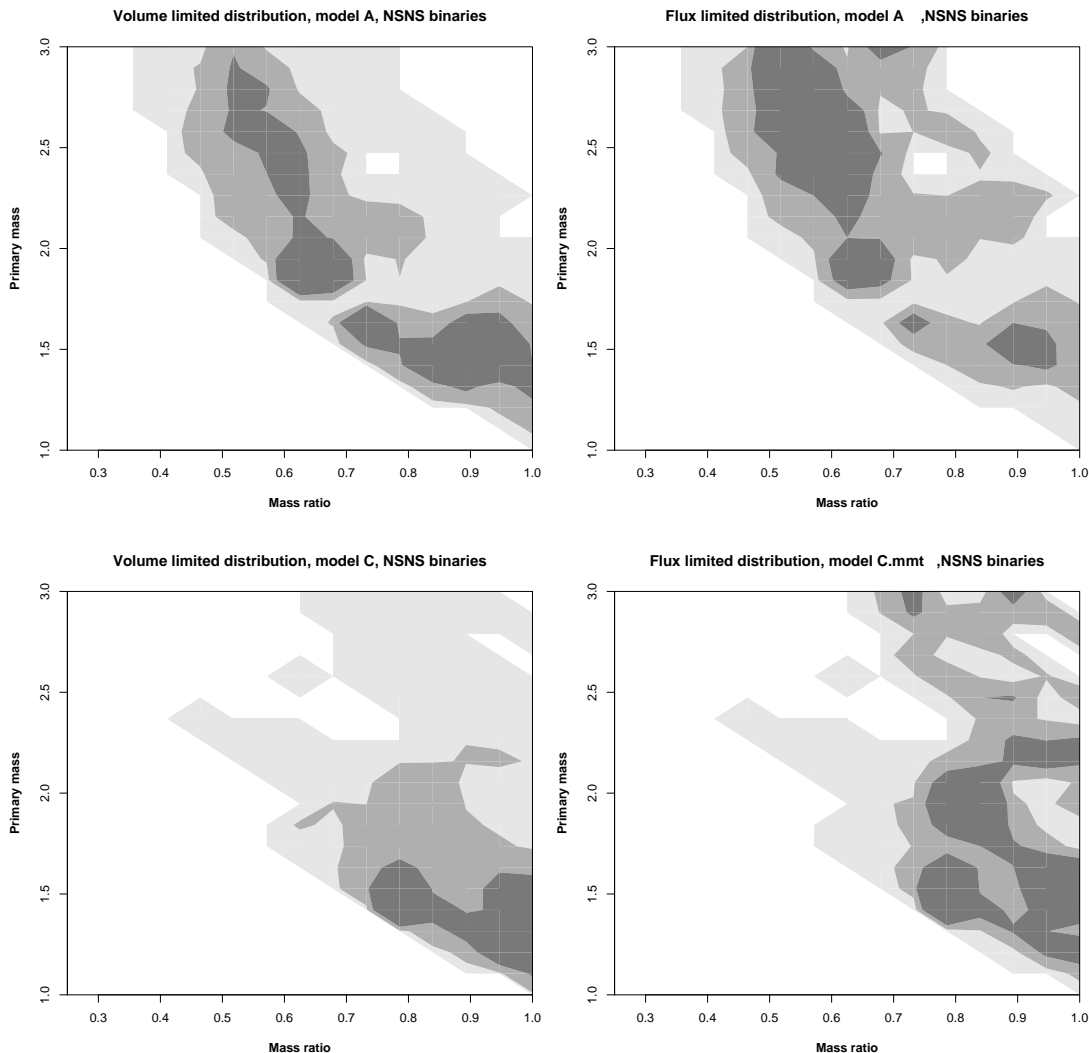 Volume limited distribution, model A, NSNS binaries
Primary mass
3.0
2.5
2.0
1.5
1.0
0.3 0.4 0.5 0.6 0.7 0.8 0.9 1.0
Mass ratio
Flux limited distribution, model A ,NSNS binaries
Primary mass
3.0
2.5
2.0
1.5
1.0
0.3 0.4 0.5 0.6 0.7 0.8 0.9 1.0
Mass ratio
Volume limited distribution, model C, NSNS binaries
Primary mass
3.0
2.5
2.0
1.5
1.0
0.3 0.4 0.5 0.6 0.7 0.8 0.9 1.0
Mass ratio
Flux limited distribution, model C.mmt ,NSNS binaries
Primary mass
3.0
2.5
2.0
1.5
1.0
0.3 0.4 0.5 0.6 0.7 0.8 0.9 1.0
Mass ratio